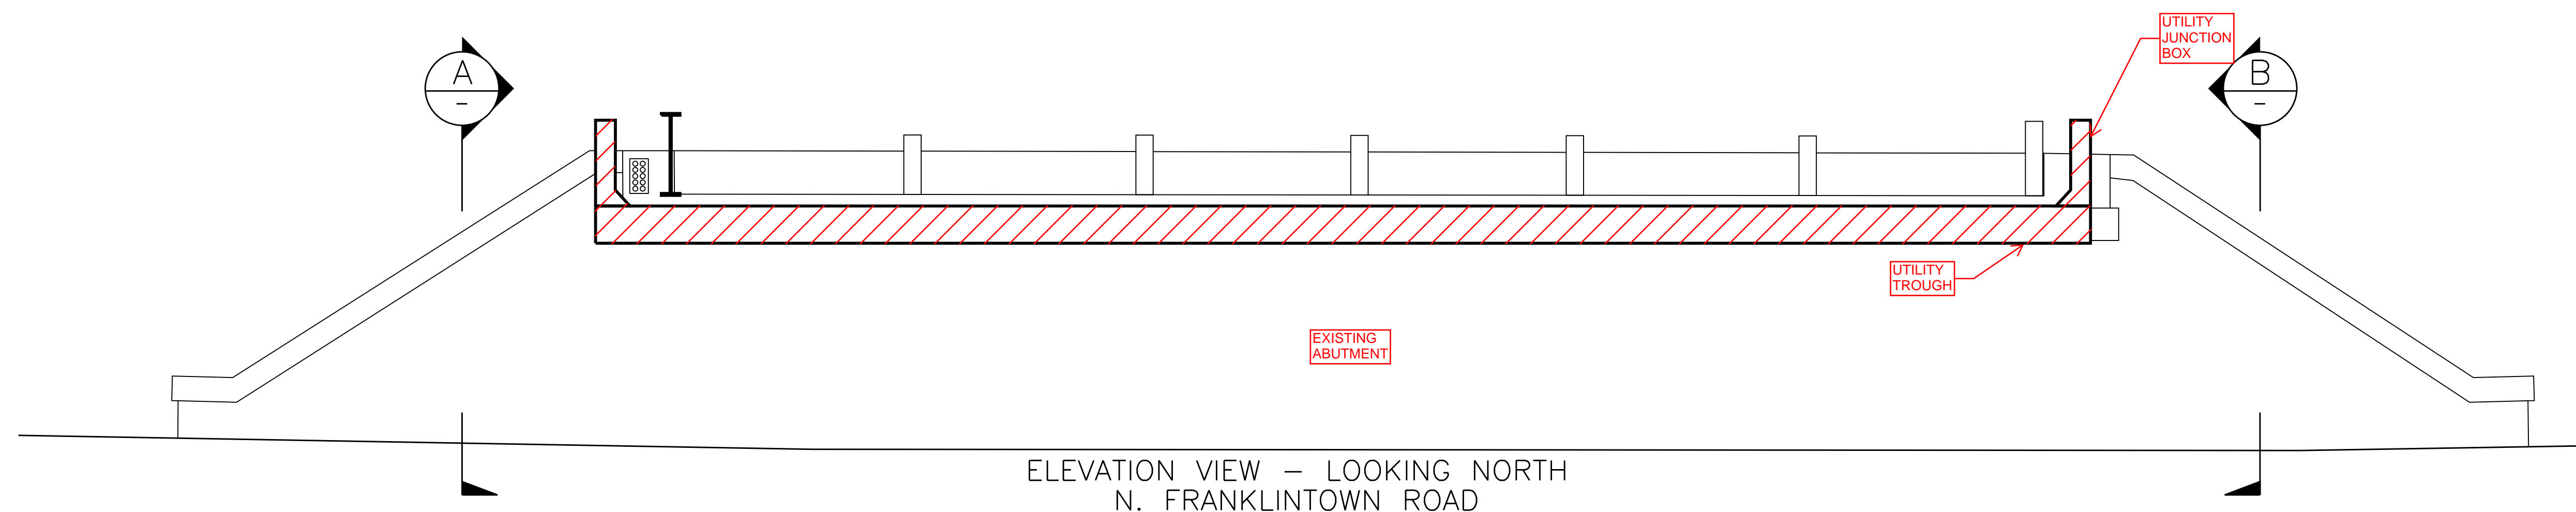 UTILITY
JUNCTION
BOX
A
-
B
-
UTILITY
TROUGH
EXISTING
ABUTMENT
ELEVATION VIEW - LOOKING NORTH
N. FRANKLINTOWN ROAD